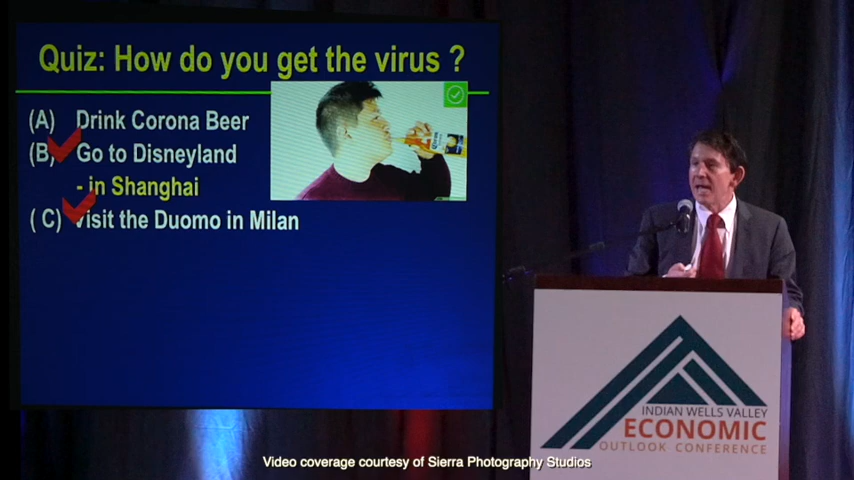 Quiz: How do you get the virus ?
(A) Drink Corona Beer
(B) Go to Disneyland
- in Shanghai
( C) Visit the Duomo in Milan
INDIAN WELLS VALLEY
ECONOMIC
OUTLOOK CONFERENCE
Video coverage courtesy of Sierra Photography Studios